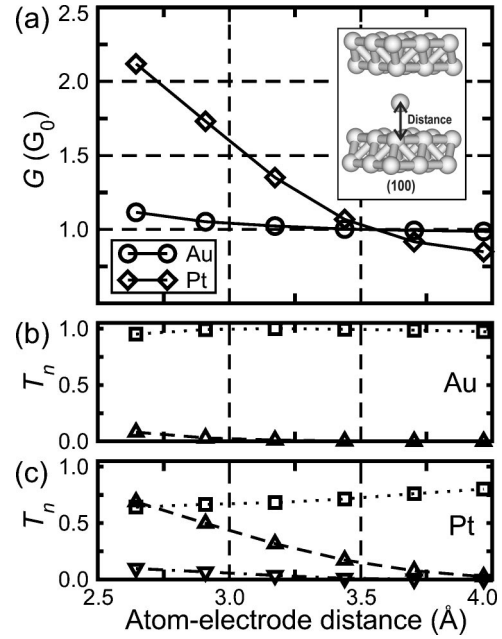 (a)
G (G0)
2.0
1.5
1.0
Distance
(100)
Au
Pt
(b)
Tn
1.0
0.5
0.0
Au
(c)
Tn
1.0
0.5
0.0
Pt
2.5 3.0 3.5 4.0
Atom-electrode distance (Å)